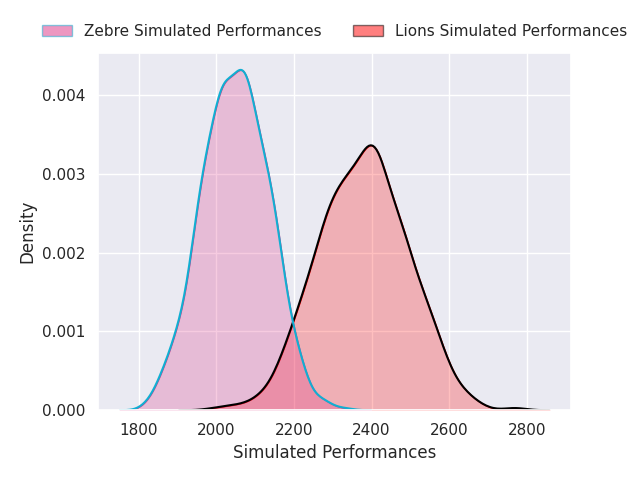 Zebre Simulated Performances Lions Simulated Performances
0.004
0.003
0.002
0.001
0.000
Density
1800 2000 2200 2400 2600 2800
Simulated Performances